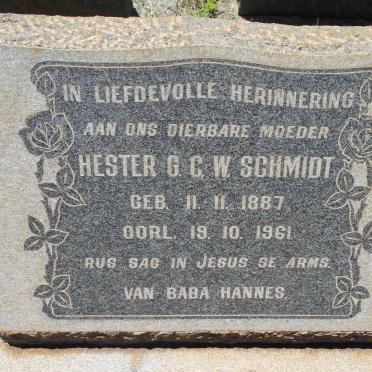 IN LIEFDEVOLLE HERINNERING
AAN ONS DIERBARE MOEDER
HESTER G. C. W. SCHMIDT
GEB. 11. 11. 1887
OORL. 19. 10. 1961
RUS SAG IN JESUS SE ARMS.
VAN BABA HANNES.